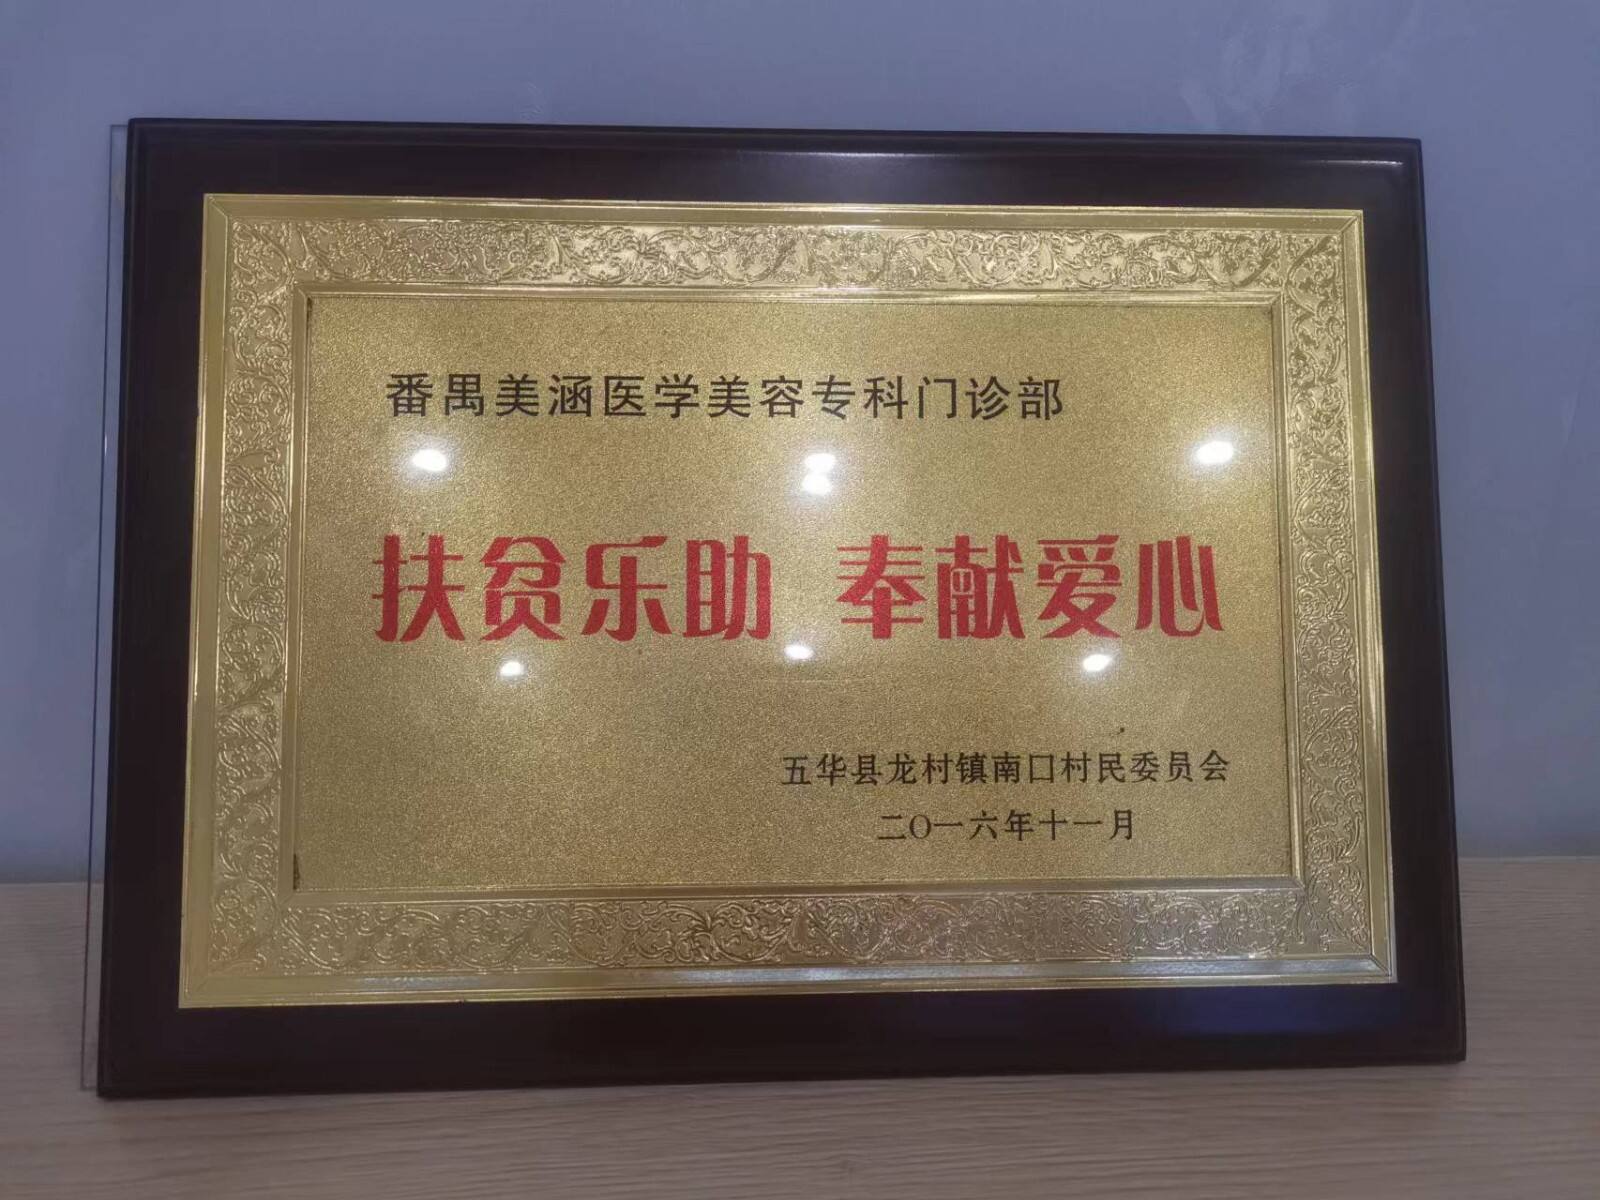 番禺美涵医学美容专科门诊部
扶贫乐助 奉献爱心
五华县龙村镇南口村民委员会
二〇一六年十一月